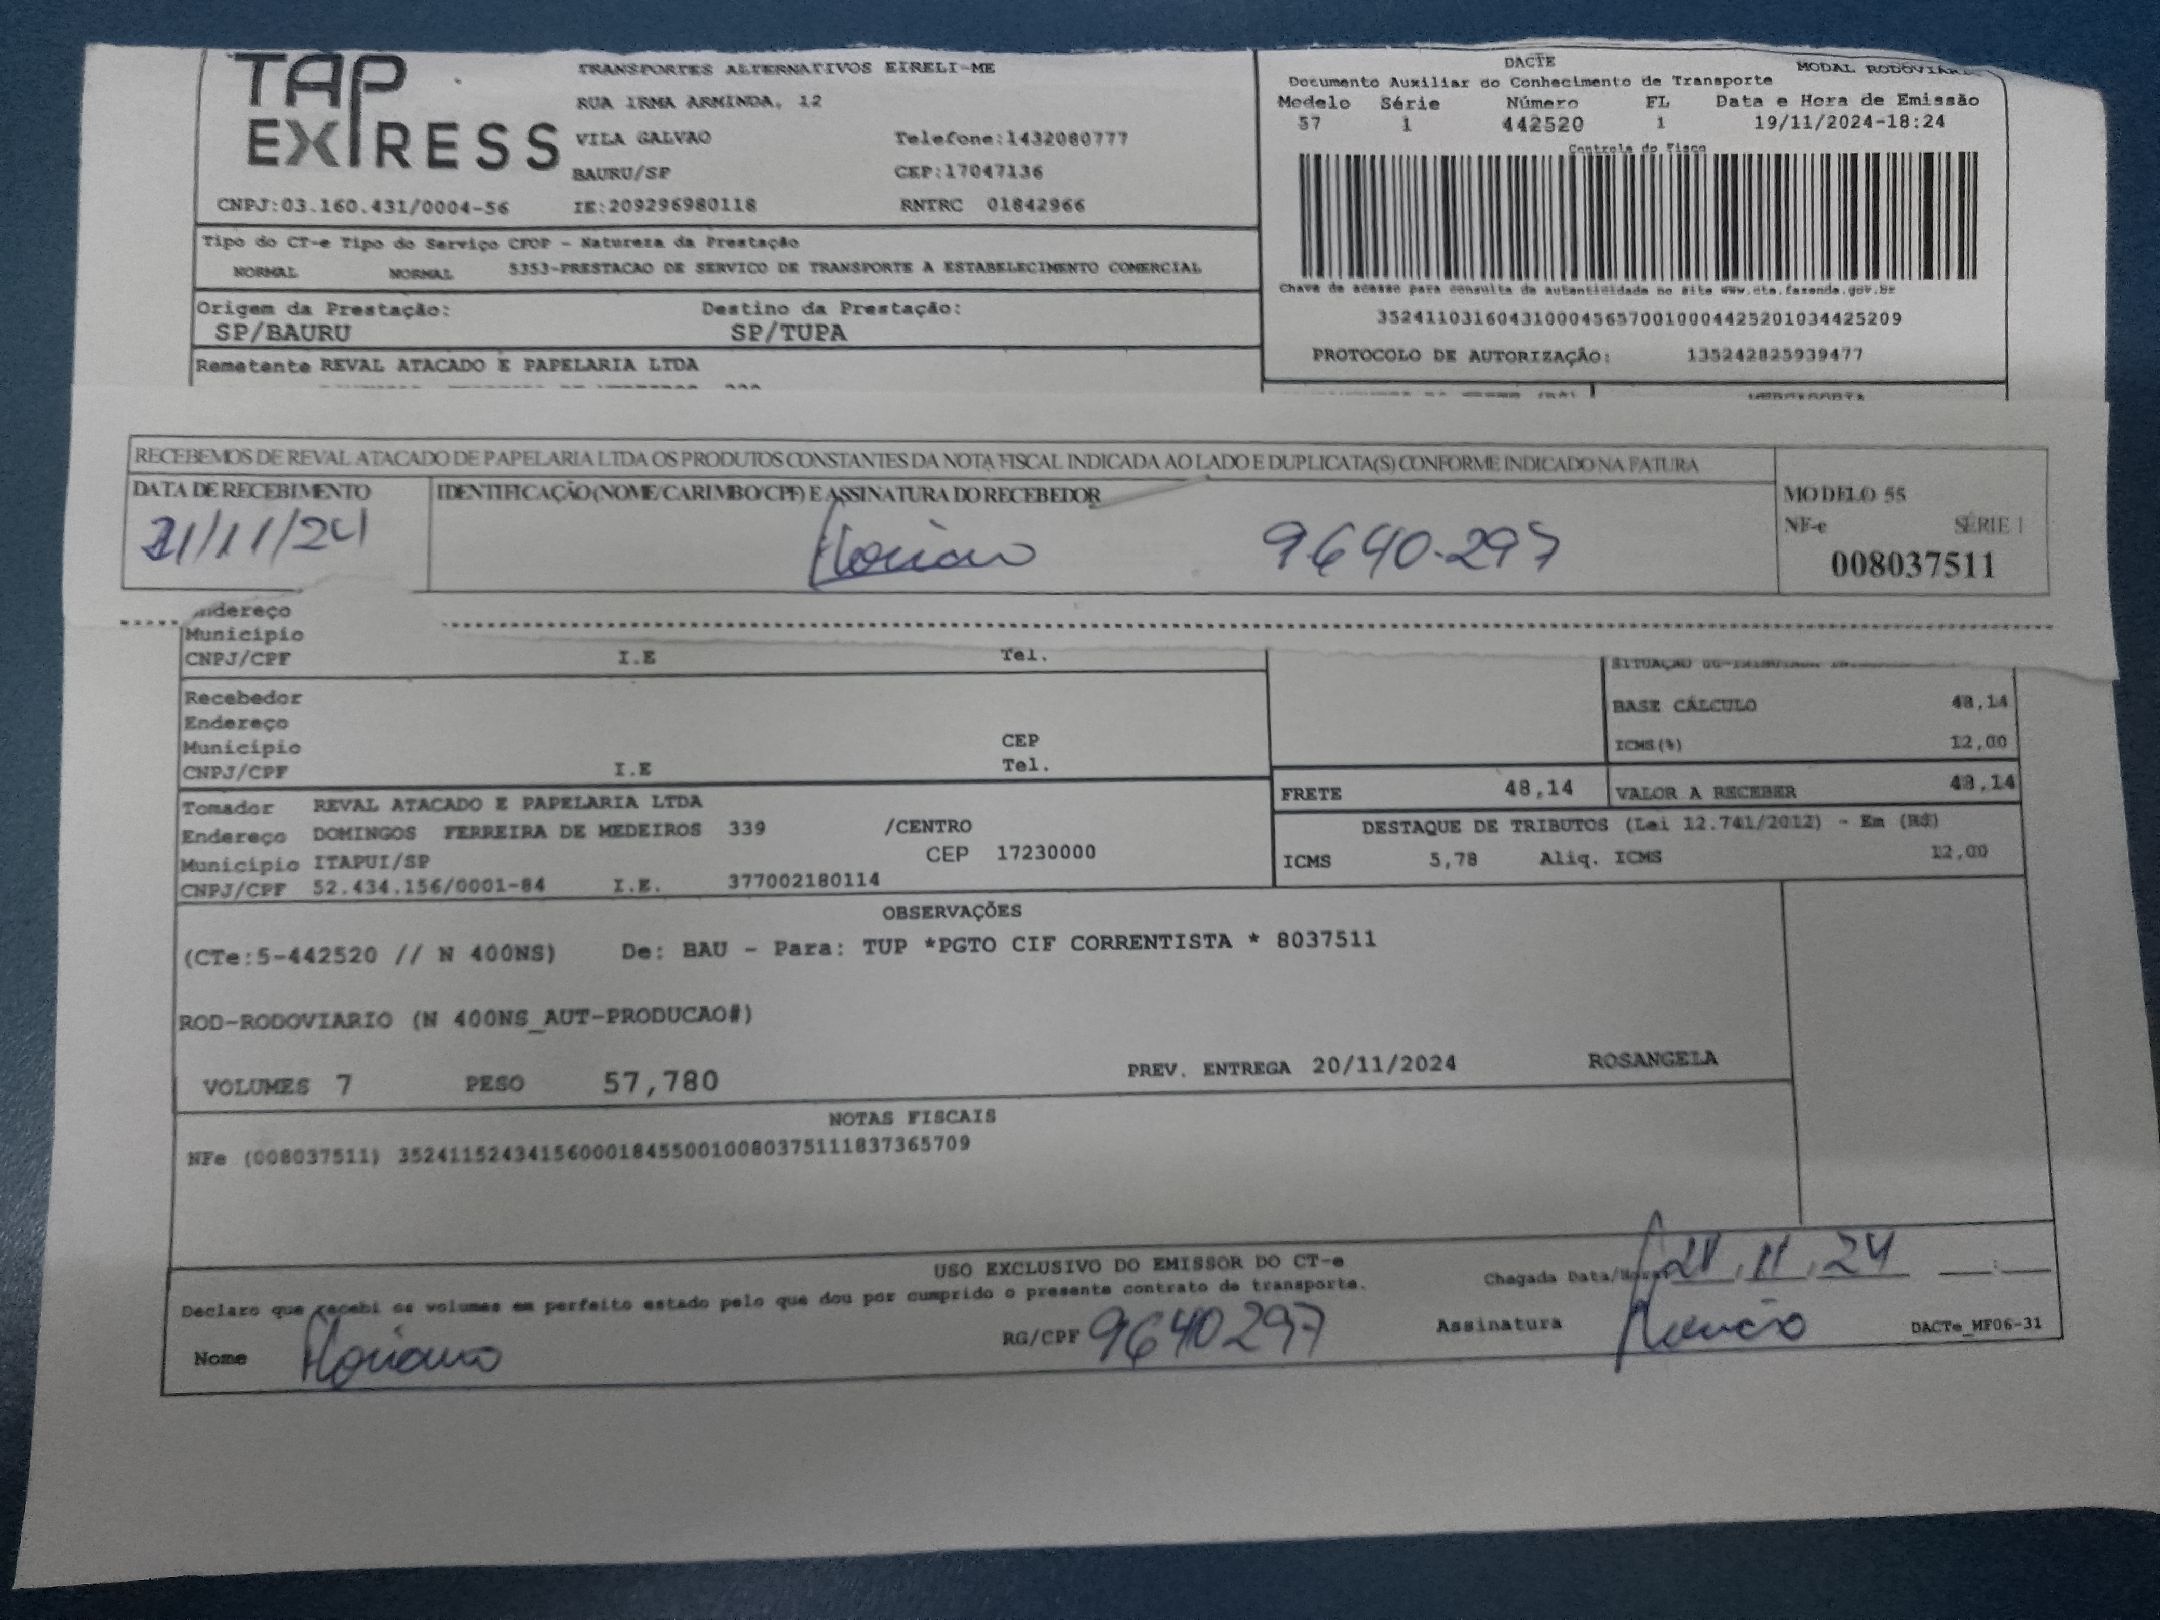 TAP EXPRESS
TRANSPORTES ALTERNATIVOS EIRELI-ME
RUA IRMA ARMINDA, 12
VILA GALVAO Telefone:1432080777
BAURU/SP CEP:17047136
CNPJ:03.160.431/0004-56 IE:209296980118 RNTRC 01842966
DACTE MODAL RODOVIÁRIO
Documento Auxiliar do Conhecimento de Transporte
Modelo Série Número FL Data e Hora de Emissão
57 1 442520 1 19/11/2024-18:24
Controle do Fisco
Chave de acesso para consulta de autenticidade no site www.cte.fazenda.gov.br
35241103160431000456570010004425201034425209
PROTOCOLO DE AUTORIZAÇÃO: 135242825939477
Tipo do CT-e Tipo do Serviço CFOP - Natureza da Prestação
NORMAL NORMAL 5353-PRESTACAO DE SERVICO DE TRANSPORTE A ESTABELECIMENTO COMERCIAL
Origem da Prestação: Destino da Prestação:
SP/BAURU SP/TUPA
Remetente REVAL ATACADO E PAPELARIA LTDA
RECEBEMOS DE REVAL ATACADO DE PAPELARIA LTDA OS PRODUTOS CONSTANTES DA NOTA FISCAL INDICADA AO LADO E DUPLICATA(S) CONFORME INDICADO NA FATURA
DATA DE RECEBIMENTO IDENTIFICAÇÃO (NOME/CARIMBO/CPF) E ASSINATURA DO RECEBEDOR
MODELO 55
NF-e SÉRIE 1
008037511
21/11/24 Floriano 9640.297
Endereço
Município
CNPJ/CPF I.E Tel.
Recebedor
Endereço
Município CEP
CNPJ/CPF I.E Tel.
BASE CÁLCULO 48,14
ICMS(%) 12,00
FRETE 48,14 VALOR A RECEBER 48,14
DESTAQUE DE TRIBUTOS (Lei 12.741/2012) - Em (R$)
ICMS 5,78 Aliq. ICMS 12,00
Tomador REVAL ATACADO E PAPELARIA LTDA
Endereço DOMINGOS FERREIRA DE MEDEIROS 339 /CENTRO
Município ITAPUI/SP CEP 17230000
CNPJ/CPF 52.434.156/0001-84 I.E. 377002180114
OBSERVAÇÕES
(CTe:5-442520 // N 400NS) De: BAU - Para: TUP *PGTO CIF CORRENTISTA * 8037511
ROD-RODOVIARIO (N 400NS_AUT-PRODUCAO#)
VOLUMES 7 PESO 57,780 PREV. ENTREGA 20/11/2024 ROSANGELA
NOTAS FISCAIS
NFe (008037511) 35241152434156000184550010080375111837365709
USO EXCLUSIVO DO EMISSOR DO CT-e
Declaro que recebi os volumes em perfeito estado pelo que dou por cumprido o presente contrato de transporte.
Chegada Data/Hora 21.11.24
Nome Floriano RG/CPF 9640297 Assinatura Floriano
DACTe_MF06-31